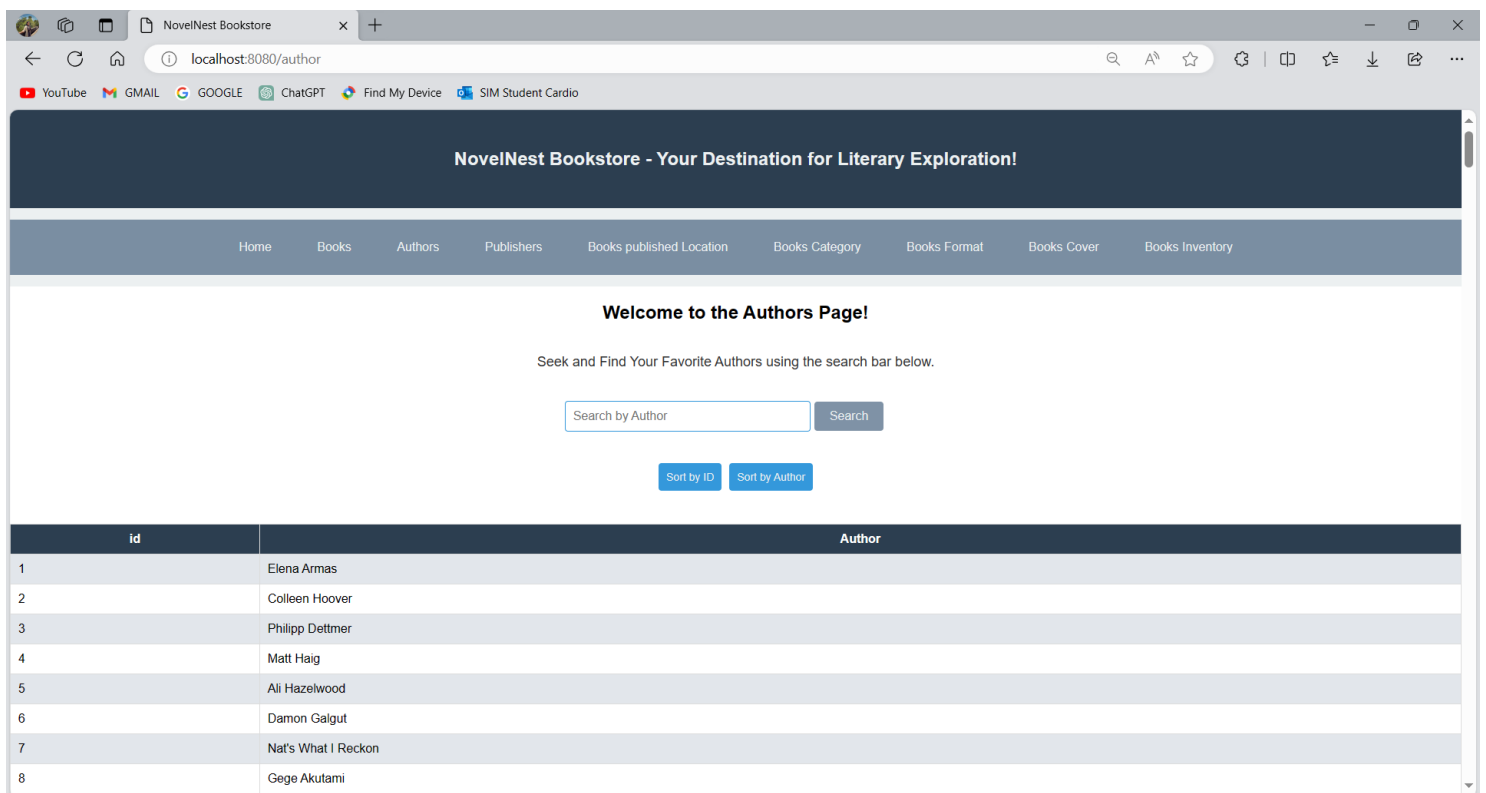 NovelNest Bookstore
localhost:8080/author
YouTube GMAIL GOOGLE ChatGPT Find My Device SIM Student Cardio
NovelNest Bookstore - Your Destination for Literary Exploration!
Home Books Authors Publishers Books published Location Books Category Books Format Books Cover Books Inventory
Welcome to the Authors Page!
Seek and Find Your Favorite Authors using the search bar below.
Search by Author Search
Sort by ID Sort by Author
id Author
1 Elena Armas
2 Colleen Hoover
3 Philipp Dettmer
4 Matt Haig
5 Ali Hazelwood
6 Damon Galgut
7 Nat's What I Reckon
8 Gege Akutami